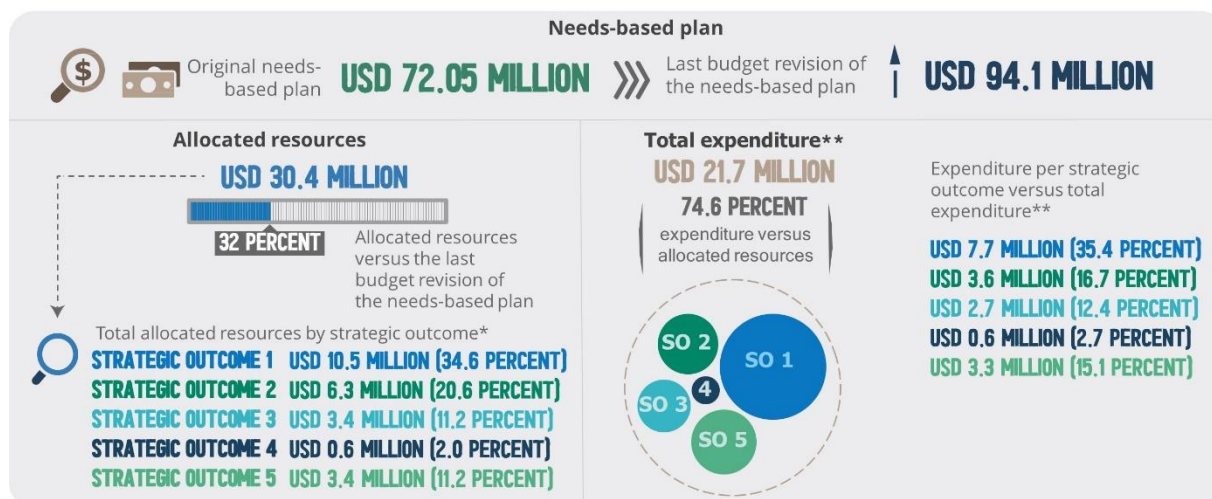 Needs-based plan
$
Original needs-
based plan
USD 72.05 MILLION
Last budget revision of
the needs-based plan
USD 94.1 MILLION
Allocated resources
USD 30.4 MILLION
32 PERCENT
Allocated resources
versus the last
budget revision of
the needs-based plan
Total allocated resources by strategic outcome*
STRATEGIC OUTCOME 1 USD 10.5 MILLION (34.6 PERCENT)
STRATEGIC OUTCOME 2 USD 6.3 MILLION (20.6 PERCENT)
STRATEGIC OUTCOME 3 USD 3.4 MILLION (11.2 PERCENT)
STRATEGIC OUTCOME 4 USD 0.6 MILLION (2.0 PERCENT)
STRATEGIC OUTCOME 5 USD 3.4 MILLION (11.2 PERCENT)
Total expenditure**
USD 21.7 MILLION
74.6 PERCENT
expenditure versus
allocated resources
SO 2
SO 1
4
SO 3
SO 5
Expenditure per strategic
outcome versus total
expenditure**
USD 7.7 MILLION (35.4 PERCENT)
USD 3.6 MILLION (16.7 PERCENT)
USD 2.7 MILLION (12.4 PERCENT)
USD 0.6 MILLION (2.7 PERCENT)
USD 3.3 MILLION (15.1 PERCENT)